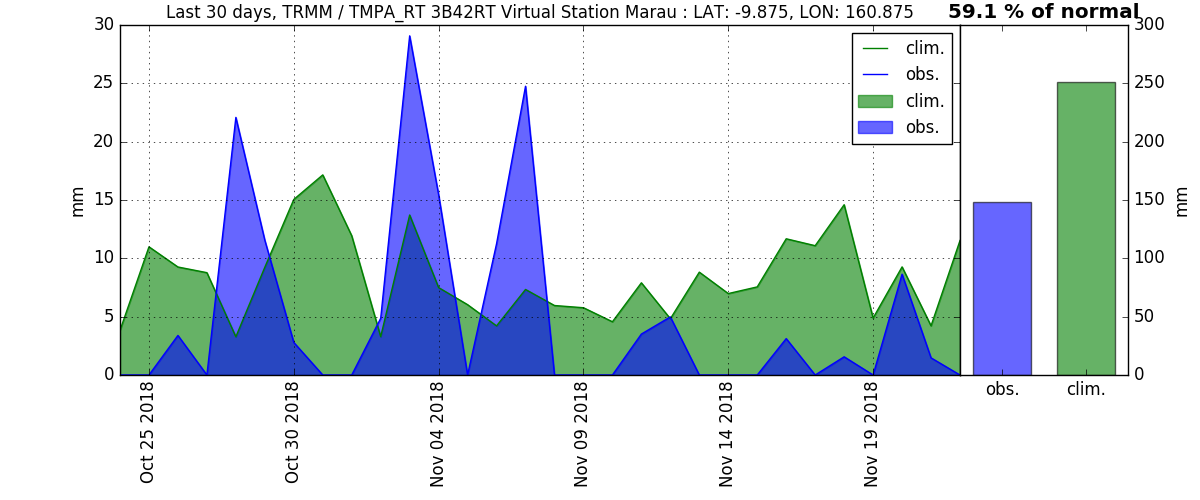 Last 30 days, TRMM / TMPA_RT 3B42RT Virtual Station Marau : LAT: -9.875, LON: 160.875
59.1 % of normal
30
25
20
15
10
5
0
mm
clim.
obs.
clim.
obs.
300
250
200
150
100
50
0
mm
obs.
clim.
Oct 25 2018
Oct 30 2018
Nov 04 2018
Nov 09 2018
Nov 14 2018
Nov 19 2018